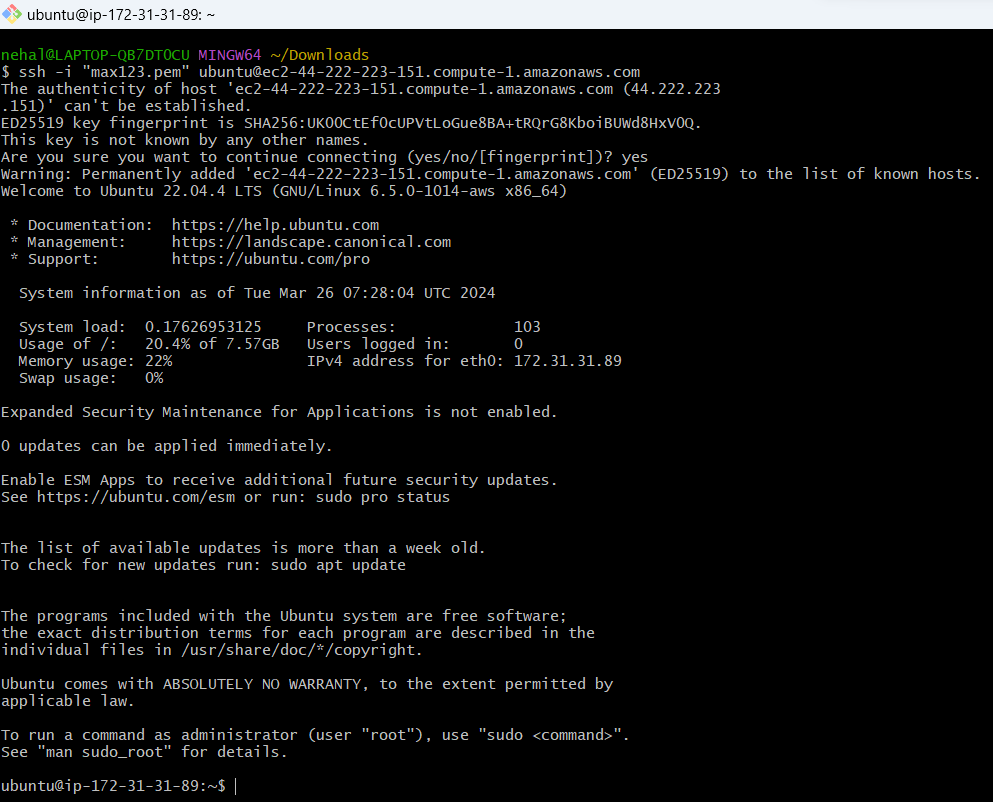 ubuntu@ip-172-31-31-89: ~
nehal@LAPTOP-QB7DTOCU MINGW64 ~/Downloads
$ ssh -i "max123.pem" ubuntu@ec2-44-222-223-151.compute-1.amazonaws.com
The authenticity of host 'ec2-44-222-223-151.compute-1.amazonaws.com (44.222.223
.151)' can't be established.
ED25519 key fingerprint is SHA256:UKOOCtEfOcUPVtLoGue8BA+tRQrG8KboiBUWd8HxVOQ.
This key is not known by any other names.
Are you sure you want to continue connecting (yes/no/[fingerprint])? yes
Warning: Permanently added 'ec2-44-222-223-151.compute-1.amazonaws.com' (ED25519) to the list of known hosts.
Welcome to Ubuntu 22.04.4 LTS (GNU/Linux 6.5.0-1014-aws x86_64)
* Documentation:  https://help.ubuntu.com
* Management:     https://landscape.canonical.com
* Support:        https://ubuntu.com/pro
System information as of Tue Mar 26 07:28:04 UTC 2024
System load:  0.17626953125     Processes:             103
Usage of /:   20.4% of 7.57GB   Users logged in:       0
Memory usage: 22%               IPv4 address for eth0: 172.31.31.89
Swap usage:   0%
Expanded Security Maintenance for Applications is not enabled.
0 updates can be applied immediately.
Enable ESM Apps to receive additional future security updates.
See https://ubuntu.com/esm or run: sudo pro status
The list of available updates is more than a week old.
To check for new updates run: sudo apt update
The programs included with the Ubuntu system are free software;
the exact distribution terms for each program are described in the
individual files in /usr/share/doc/*/copyright.
Ubuntu comes with ABSOLUTELY NO WARRANTY, to the extent permitted by
applicable law.
To run a command as administrator (user "root"), use "sudo <command>".
See "man sudo_root" for details.
ubuntu@ip-172-31-31-89:~$